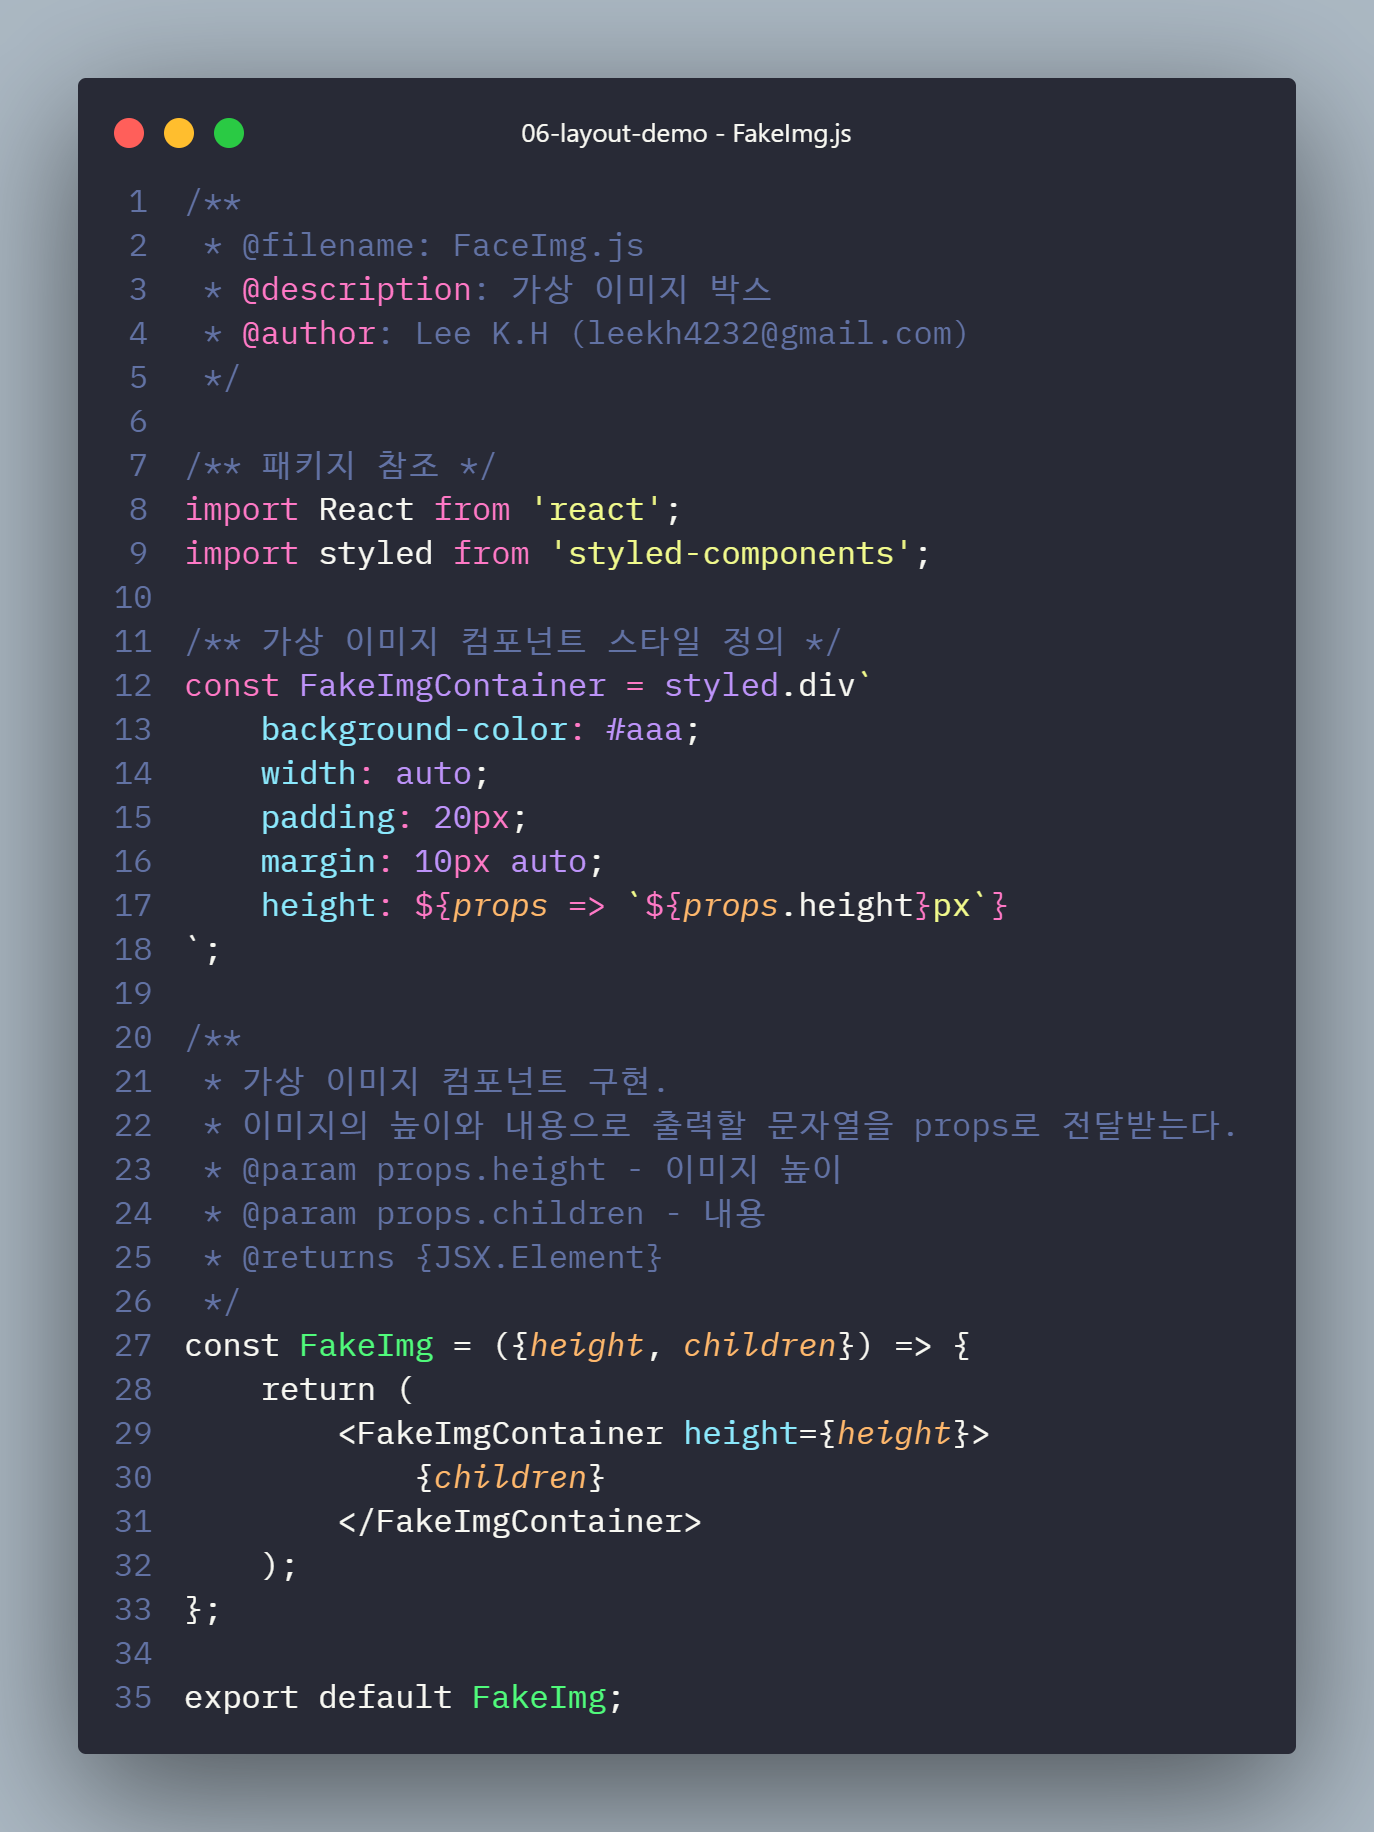 06-layout-demo - FakeImg.js
1 /**
2  * @filename: FaceImg.js
3  * @description: 가상 이미지 박스
4  * @author: Lee K.H (leekh4232@gmail.com)
5  */
6
7 /** 패키지 참조 */
8 import React from 'react';
9 import styled from 'styled-components';
10
11 /** 가상 이미지 컴포넌트 스타일 정의 */
12 const FakeImgContainer = styled.div`
13     background-color: #aaa;
14     width: auto;
15     padding: 20px;
16     margin: 10px auto;
17     height: ${props => `${props.height}px`}
18 `;
19
20 /**
21  * 가상 이미지 컴포넌트 구현.
22  * 이미지의 높이와 내용으로 출력할 문자열을 props로 전달받는다.
23  * @param props.height - 이미지 높이
24  * @param props.children - 내용
25  * @returns {JSX.Element}
26  */
27 const FakeImg = ({height, children}) => {
28     return (
29         <FakeImgContainer height={height}>
30             {children}
31         </FakeImgContainer>
32     );
33 };
34
35 export default FakeImg;